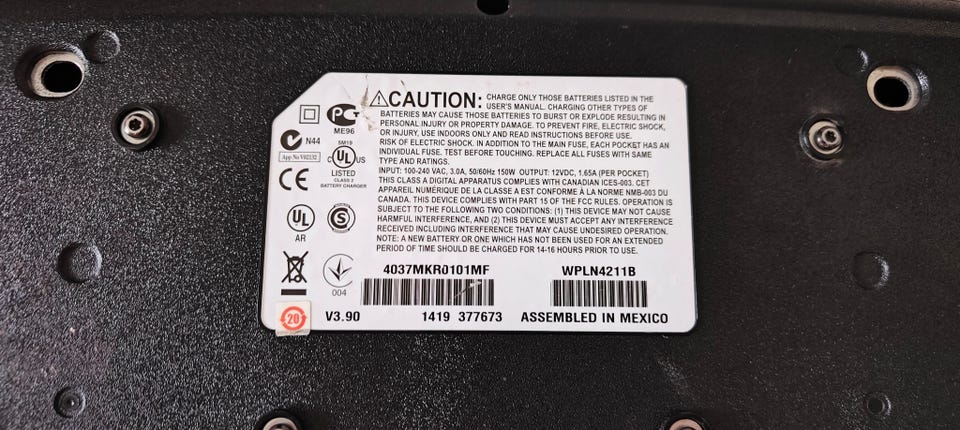 ⚠CAUTION: CHARGE ONLY THOSE BATTERIES LISTED IN THE
USER'S MANUAL. CHARGING OTHER TYPES OF
BATTERIES MAY CAUSE THOSE BATTERIES TO BURST OR EXPLODE RESULTING IN
PERSONAL INJURY OR PROPERTY DAMAGE. TO PREVENT FIRE, ELECTRIC SHOCK,
OR INJURY, USE INDOORS ONLY AND READ INSTRUCTIONS BEFORE USE.
RISK OF ELECTRIC SHOCK. IN ADDITION TO THE MAIN FUSE, EACH POCKET HAS AN
INDIVIDUAL FUSE. TEST BEFORE TOUCHING. REPLACE ALL FUSES WITH SAME
TYPE AND RATINGS.
INPUT: 100-240 VAC, 3.0A, 50/60Hz 150W OUTPUT: 12VDC, 1.65A (PER POCKET)
THIS CLASS A DIGITAL APPARATUS COMPLIES WITH CANADIAN ICES-003. CET
APPAREIL NUMÉRIQUE DE LA CLASSE A EST CONFORME À LA NORME NMB-003 DU
CANADA. THIS DEVICE COMPLIES WITH PART 15 OF THE FCC RULES. OPERATION IS
SUBJECT TO THE FOLLOWING TWO CONDITIONS: (1) THIS DEVICE MAY NOT CAUSE
HARMFUL INTERFERENCE, AND (2) THIS DEVICE MUST ACCEPT ANY INTERFERENCE
RECEIVED INCLUDING INTERFERENCE THAT MAY CAUSE UNDESIRED OPERATION.
NOTE: A NEW BATTERY OR ONE WHICH HAS NOT BEEN USED FOR AN EXTENDED
PERIOD OF TIME SHOULD BE CHARGED FOR 14-16 HOURS PRIOR TO USE.
PCT
ME96
N44
5M19
App No V02132
C UL US
LISTED
CLASS 2
BATTERY CHARGER
CE
UL
S
AR
004
20
4037MKR0101MF
WPLN4211B
V3.90
1419 377673
ASSEMBLED IN MEXICO